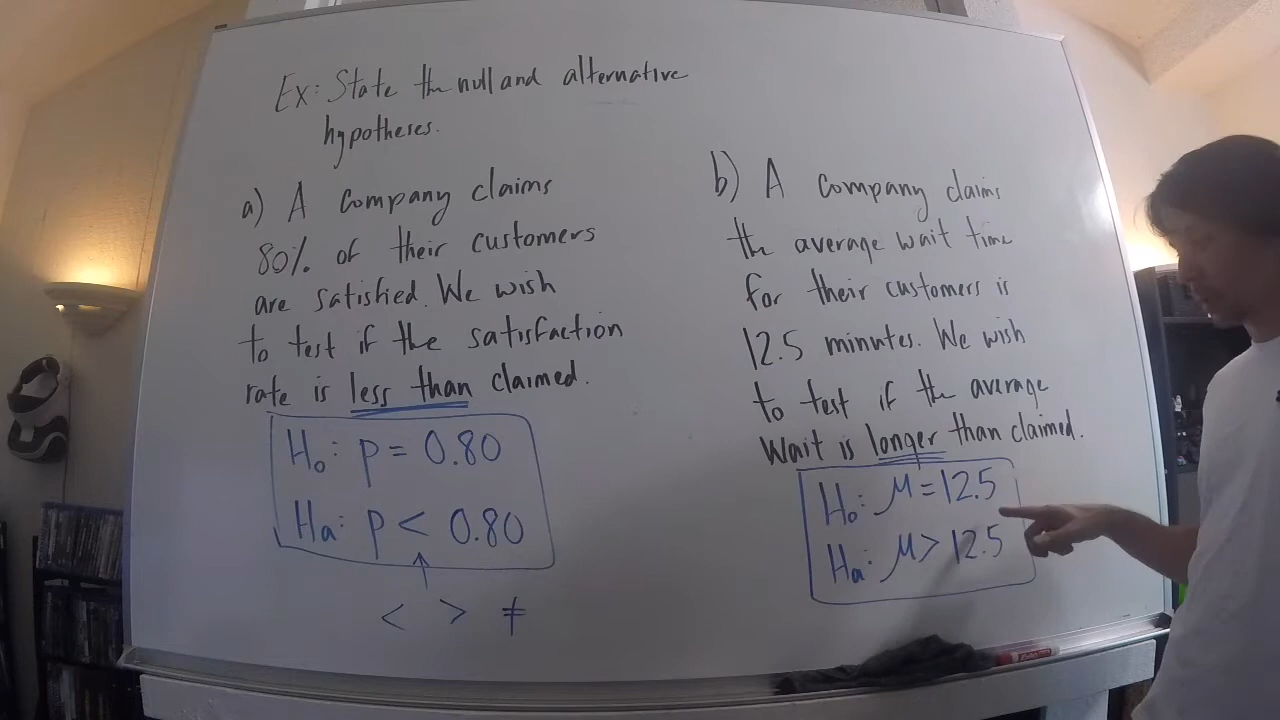 Ex: State the null and alternative
hypotheses.
a) A company claims
80% of their customers
are satisfied. We wish
to test if the satisfaction
rate is less than claimed.
H₀: p = 0.80
Ha: p < 0.80
< > ≠
b) A company claims
the average wait time
for their customers is
12.5 minutes. We wish
to test if the average
Wait is longer than claimed.
H₀: μ = 12.5
Ha: μ > 12.5